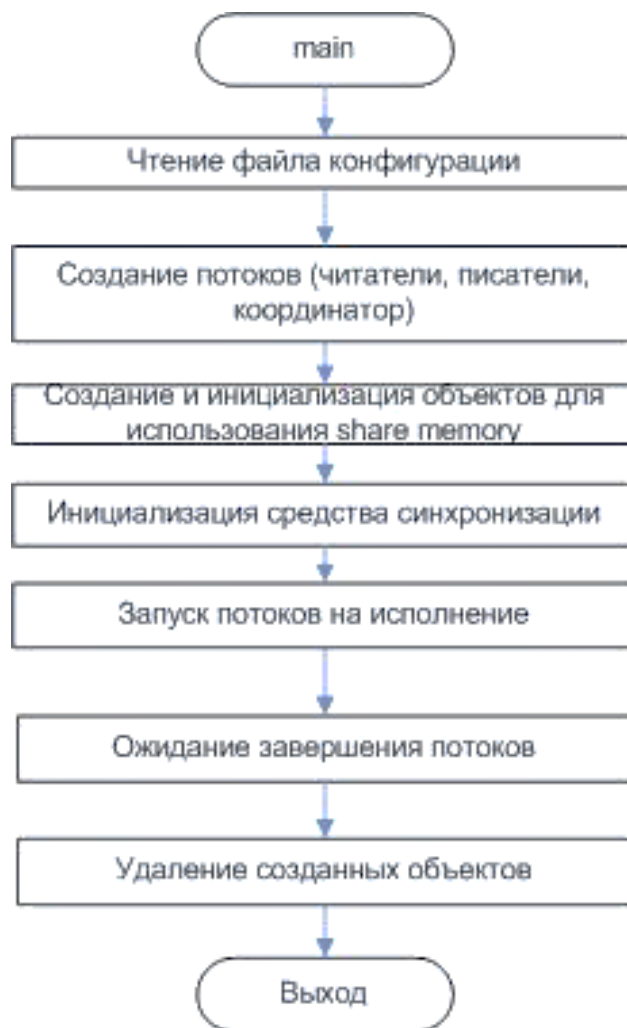 main
Чтение файла конфигурации
Создание потоков (читатели, писатели,
координатор)
Создание и инициализация объектов для
использования share memory
Инициализация средства синхронизации
Запуск потоков на исполнение
Ожидание завершения потоков
Удаление созданных объектов
Выход